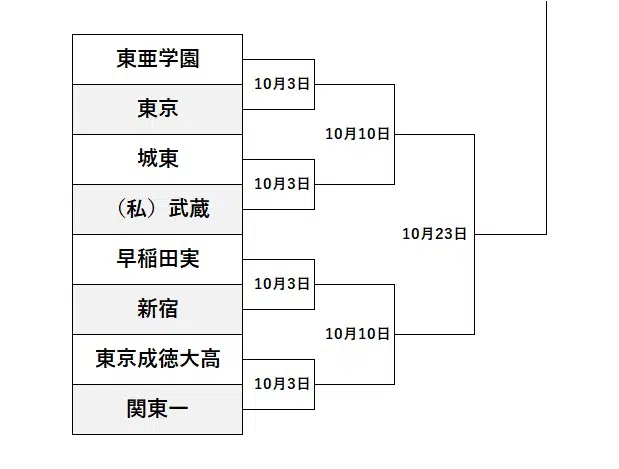 東亜学園
10月3日
東京
10月10日
城東
10月3日
（私）武蔵
10月23日
早稲田実
10月3日
新宿
10月10日
東京成徳大高
10月3日
関東一